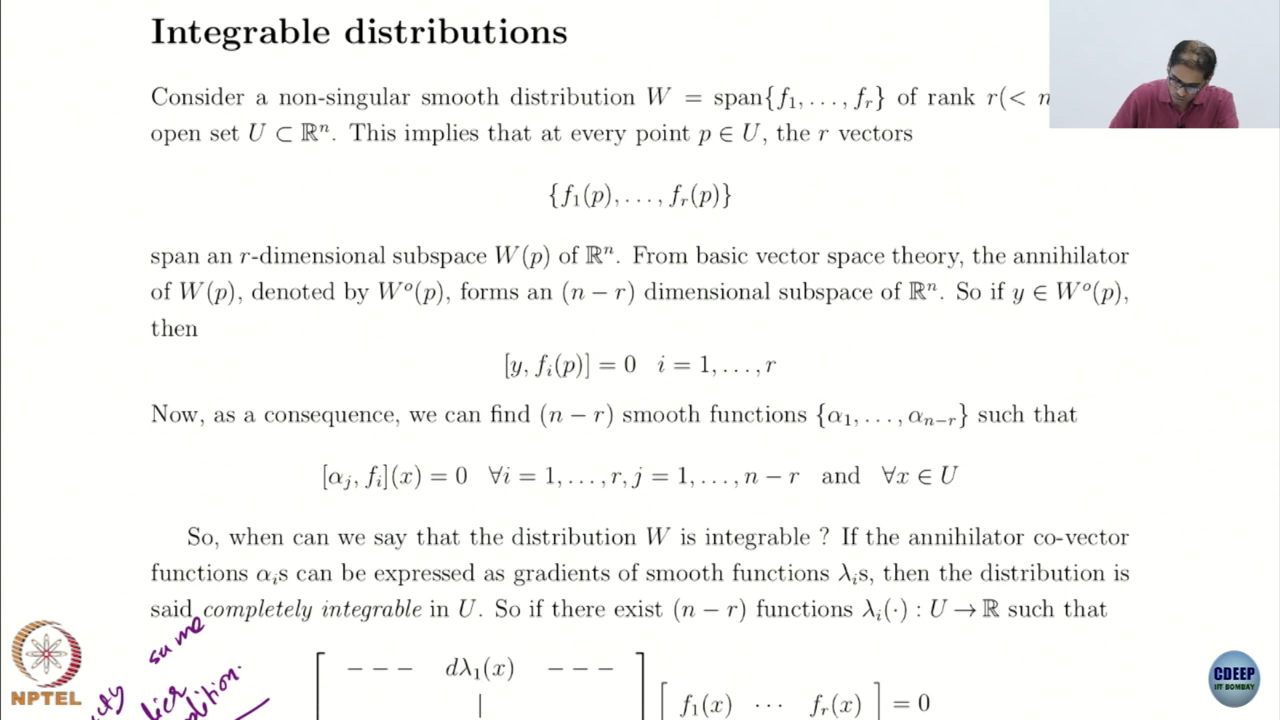 Integrable distributions
Consider a non-singular smooth distribution W = span{f₁, . . . , fᵣ} of rank r(< n
open set U ⊂ ℝⁿ. This implies that at every point p ∈ U, the r vectors
{f₁(p), . . . , fᵣ(p)}
span an r-dimensional subspace W(p) of ℝⁿ. From basic vector space theory, the annihilator
of W(p), denoted by Wᵒ(p), forms an (n − r) dimensional subspace of ℝⁿ. So if y ∈ Wᵒ(p),
then
[y, fᵢ(p)] = 0 i = 1, . . . , r
Now, as a consequence, we can find (n − r) smooth functions {α₁, . . . , αₙ₋ᵣ} such that
[αⱼ, fᵢ](x) = 0 ∀i = 1, . . . , r, j = 1, . . . , n − r and ∀x ∈ U
So, when can we say that the distribution W is integrable ? If the annihilator co-vector
functions αᵢs can be expressed as gradients of smooth functions λᵢs, then the distribution is
said completely integrable in U. So if there exist (n − r) functions λᵢ(·) : U → ℝ such that
some
− − − dλ₁(x) − − −
[ f₁(x) · · · fᵣ(x) ] = 0
NPTEL
CDEEP
IIT BOMBAY